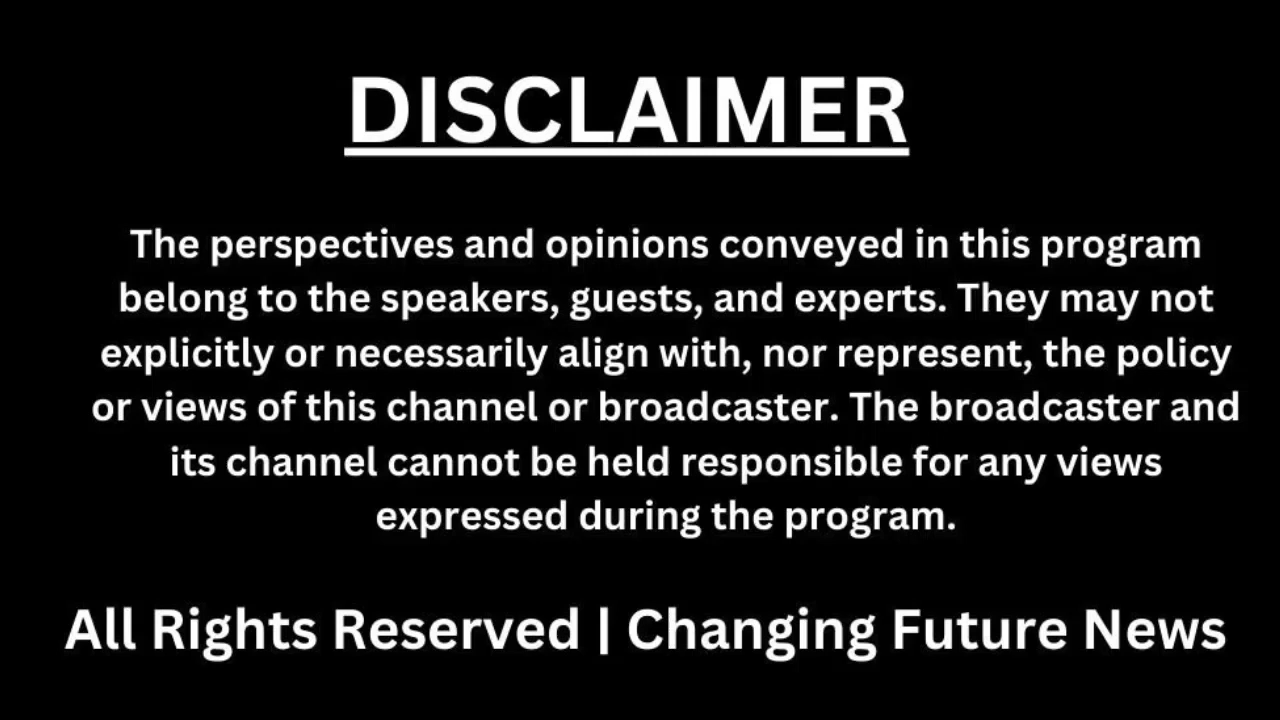 DISCLAIMER
The perspectives and opinions conveyed in this program
belong to the speakers, guests, and experts. They may not
explicitly or necessarily align with, nor represent, the policy
or views of this channel or broadcaster. The broadcaster and
its channel cannot be held responsible for any views
expressed during the program.
All Rights Reserved | Changing Future News